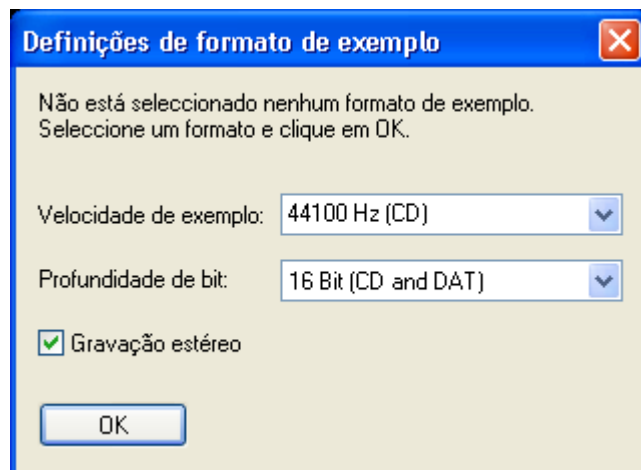 Definições de formato de exemplo
Não está seleccionado nenhum formato de exemplo.
Seleccione um formato e clique em OK.
Velocidade de exemplo: 44100 Hz (CD)
Profundidade de bit: 16 Bit (CD and DAT)
Gravação estéreo
OK